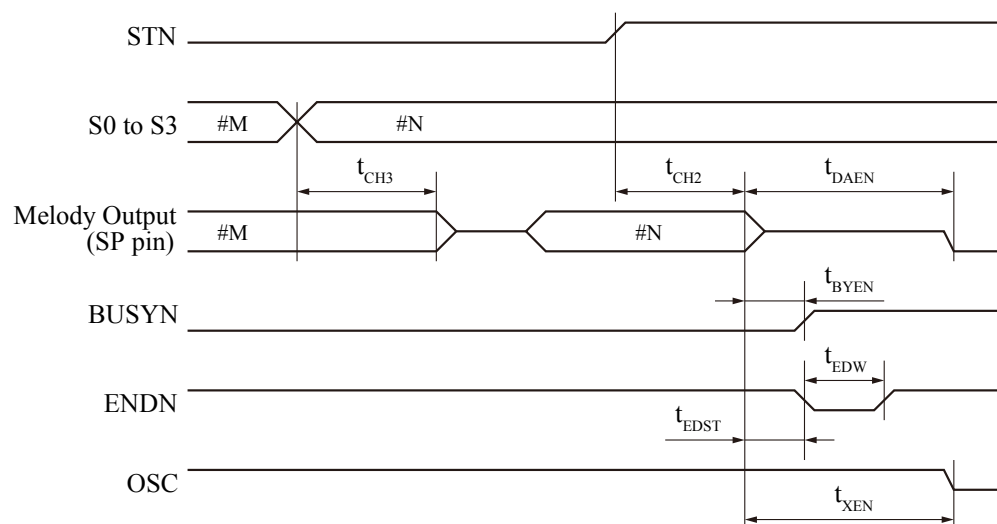 STN
S0 to S3
#M
#N
tCH3
tCH2
tDAEN
Melody Output
(SP pin)
#M
#N
tBYEN
BUSYN
tEDW
ENDN
tEDST
OSC
tXEN